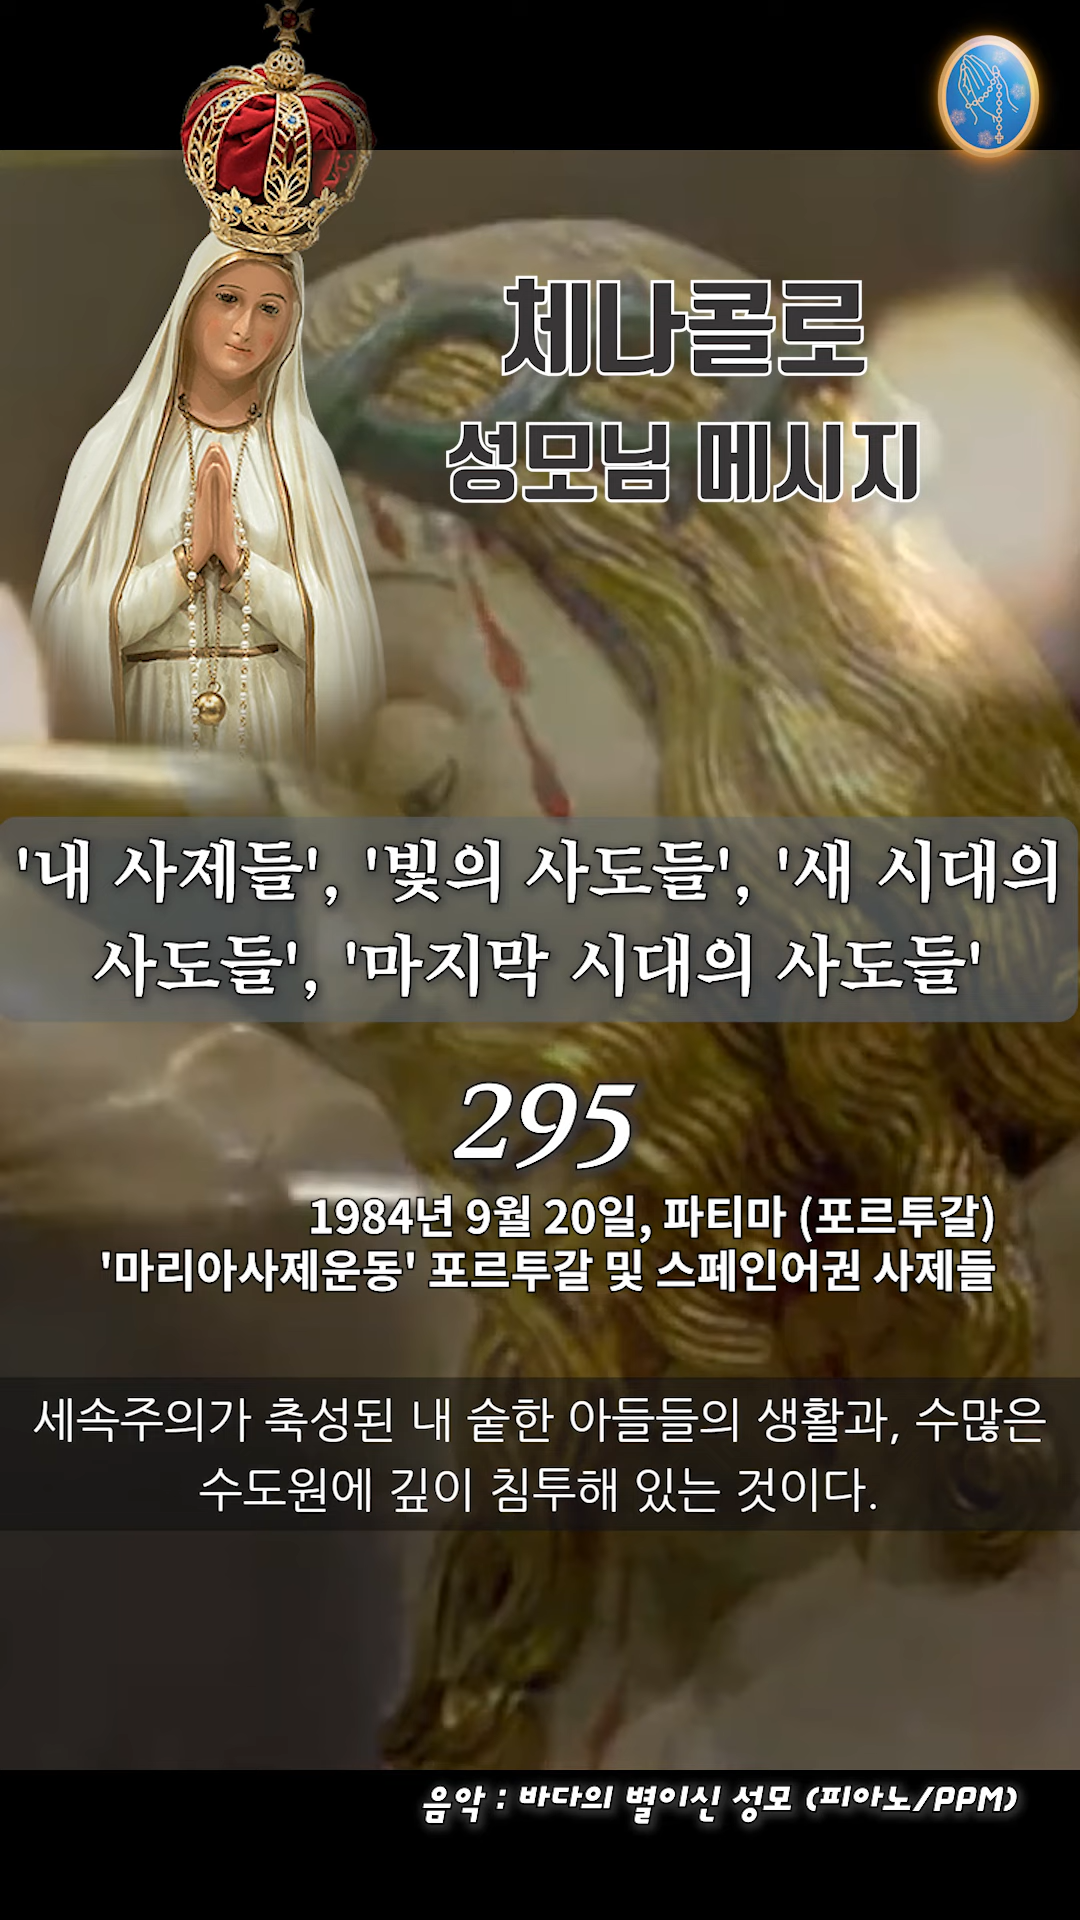 체나콜로
성모님 메시지
'내 사제들', '빛의 사도들', '새 시대의
사도들', '마지막 시대의 사도들'
295
1984년 9월 20일, 파티마 (포르투갈)
'마리아사제운동' 포르투갈 및 스페인어권 사제들
세속주의가 축성된 내 숱한 아들들의 생활과, 수많은
수도원에 깊이 침투해 있는 것이다.
음악 : 바다의 별이신 성모 (피아노/PPM)